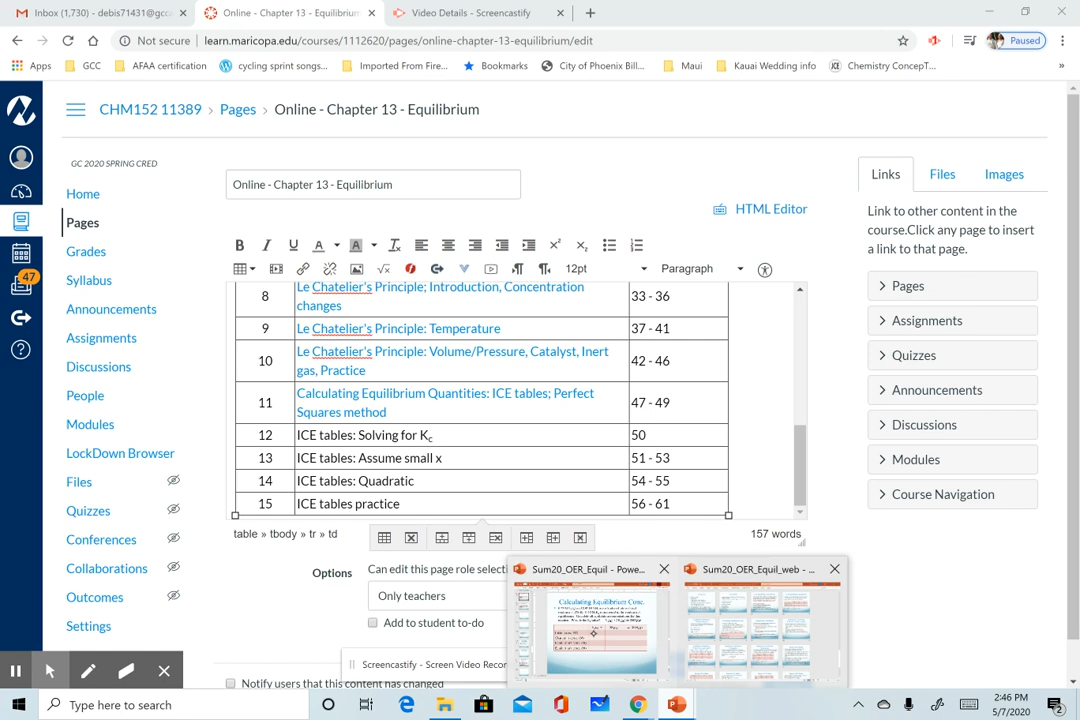 Inbox (1,730) - debis71431@gcc
Online - Chapter 13 - Equilibrium
Video Details - Screencastify
Not secure | learn.maricopa.edu/courses/1112620/pages/online-chapter-13-equilibrium/edit
Paused
Apps
GCC
AFAA certification
cycling sprint songs...
Imported From Fire...
Bookmarks
City of Phoenix Bill...
Maui
Kauai Wedding info
Chemistry ConcepT...
»
CHM152 11389 > Pages > Online - Chapter 13 - Equilibrium
GC 2020 SPRING CRED
Home
Pages
Grades
Syllabus
Announcements
Assignments
Discussions
People
Modules
LockDown Browser
Files
Quizzes
Conferences
Collaborations
Outcomes
Settings
47
Online - Chapter 13 - Equilibrium
HTML Editor
B I U A A
12pt
Paragraph
8 Le Chatelier's Principle; Introduction, Concentration 33 - 36
changes
9 Le Chatelier's Principle: Temperature 37 - 41
10 Le Chatelier's Principle: Volume/Pressure, Catalyst, Inert 42 - 46
gas, Practice
11 Calculating Equilibrium Quantities: ICE tables; Perfect 47 - 49
Squares method
12 ICE tables: Solving for Kc 50
13 ICE tables: Assume small x 51 - 53
14 ICE tables: Quadratic 54 - 55
15 ICE tables practice 56 - 61
table » tbody » tr » td
157 words
Options
Can edit this page role selecti
Only teachers
Add to student to-do
Notify users that this content has changed
Links
Files
Images
Link to other content in the
course.Click any page to insert
a link to that page.
Pages
Assignments
Quizzes
Announcements
Discussions
Modules
Course Navigation
Sum20_OER_Equil - Powe...
Sum20_OER_Equil_web - ...
Calculating Equilibrium Conc.
Screencastify - Screen Video Recor
Type here to search
2:46 PM
5/7/2020
2